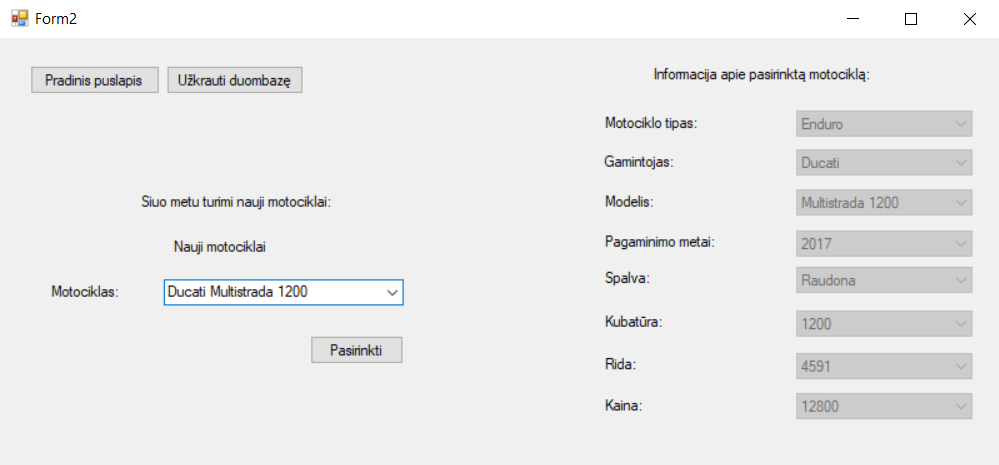 Form2
Pradinis puslapis
Užkrauti duombazę
Siuo metu turimi nauji motociklai:
Nauji motociklai
Motociklas:
Ducati Multistrada 1200
Pasirinkti
Informacija apie pasirinktą motociklą:
Motociklo tipas: Enduro
Gamintojas: Ducati
Modelis: Multistrada 1200
Pagaminimo metai: 2017
Spalva: Raudona
Kubatūra: 1200
Rida: 4591
Kaina: 12800